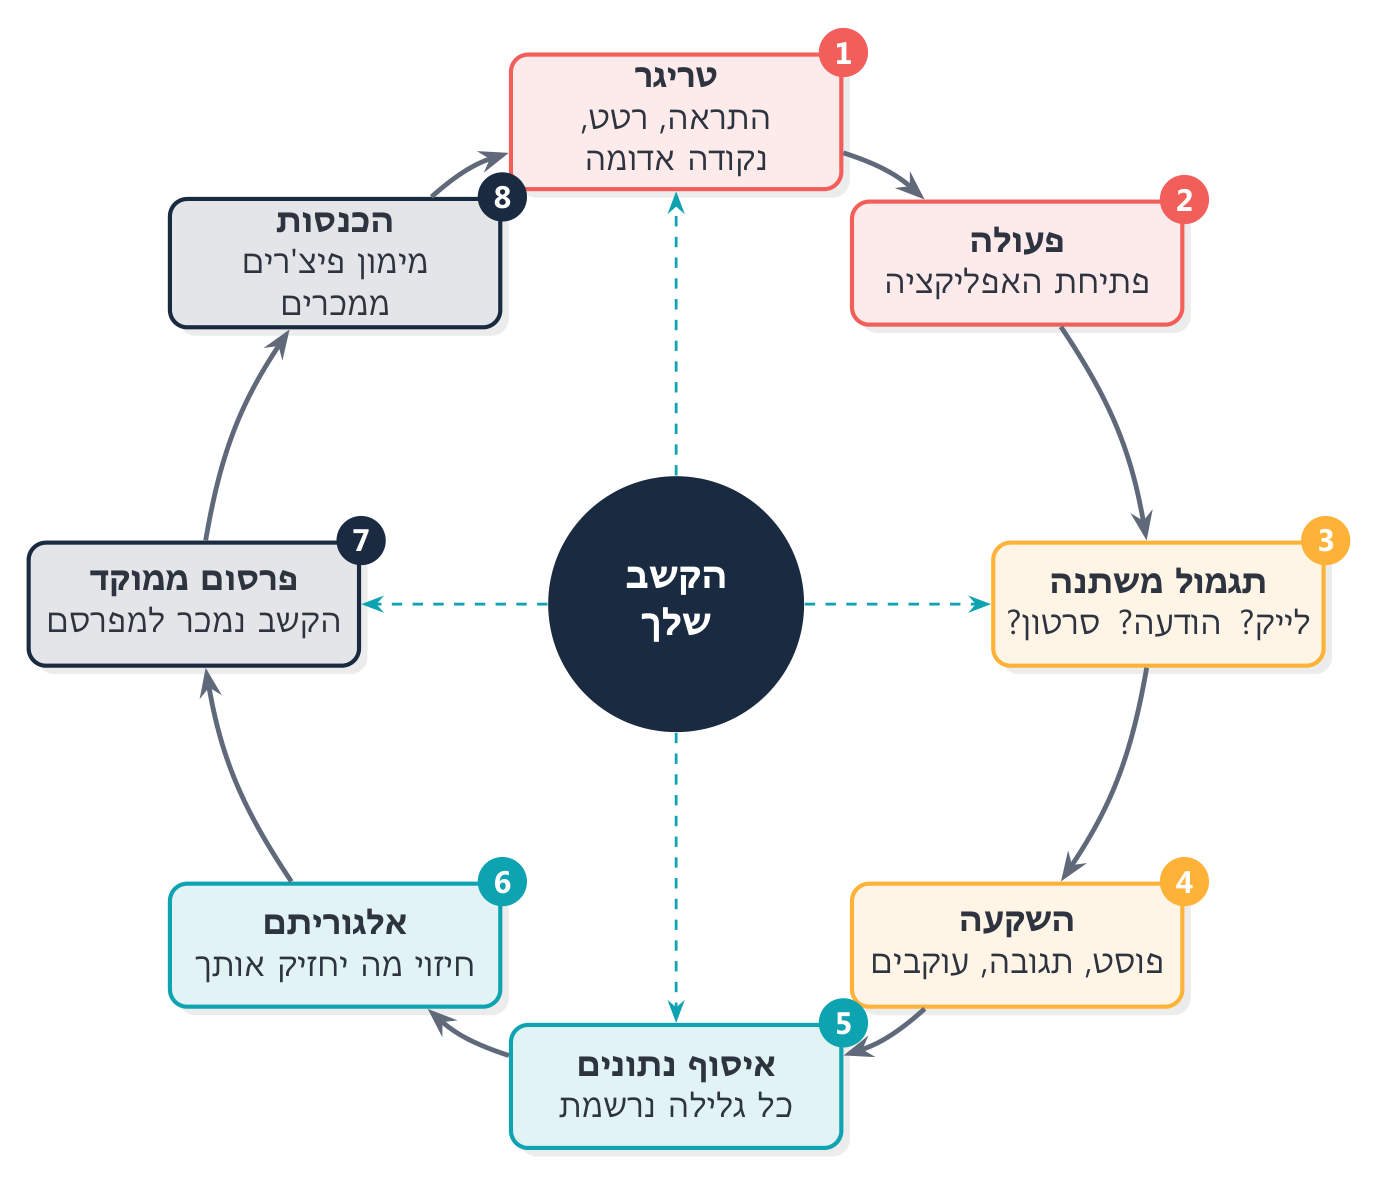 1
טריגר
התראה, רטט,
נקודה אדומה
2
פעולה
פתיחת האפליקציה
3
תגמול משתנה
לייק? הודעה? סרטון?
4
השקעה
פוסט, תגובה, עוקבים
5
איסוף נתונים
כל גלילה נרשמת
6
אלגוריתם
חיזוי מה יחזיק אותך
7
פרסום ממוקד
הקשב נמכר למפרסם
8
הכנסות
מימון פיצ'רים
ממכרים
הקשב
שלך